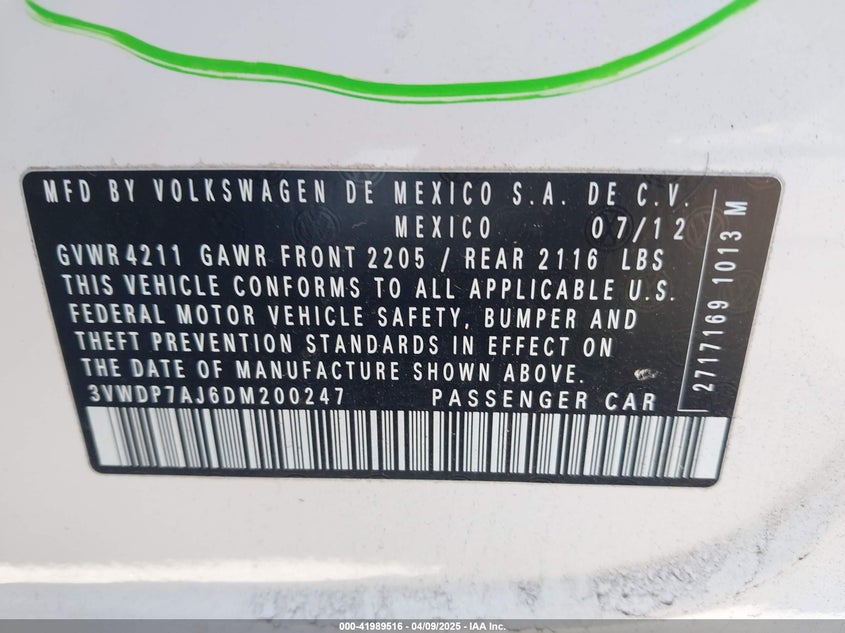 MFD BY VOLKSWAGEN DE MEXICO S.A. DE C.V.
MEXICO 07/12
GVWR 4211 GAWR FRONT 2205 / REAR 2116 LBS
THIS VEHICLE CONFORMS TO ALL APPLICABLE U.S.
FEDERAL MOTOR VEHICLE SAFETY, BUMPER AND
THEFT PREVENTION STANDARDS IN EFFECT ON
THE DATE OF MANUFACTURE SHOWN ABOVE.
3VWDP7AJ6DM200247 PASSENGER CAR
2717169 1013 M
000-41989516 - 04/09/2025 - IAA Inc.